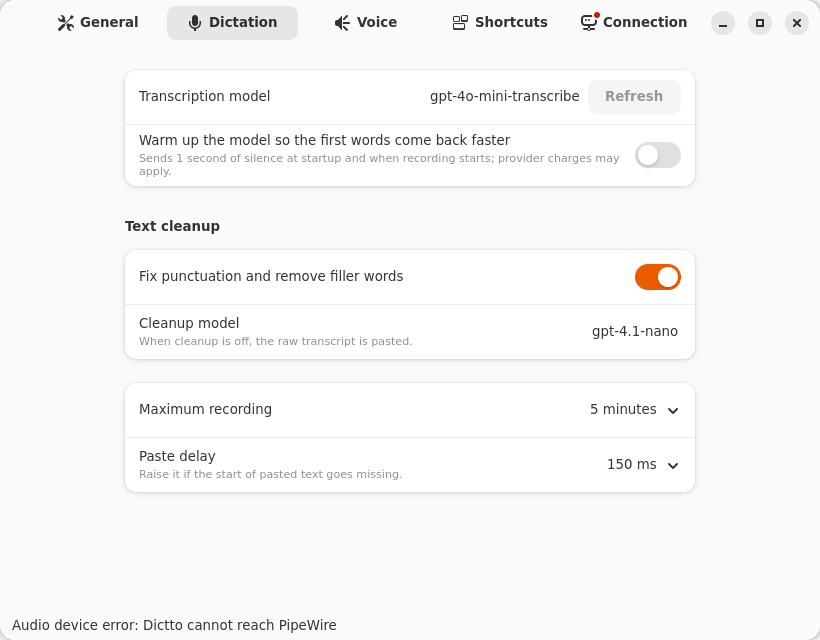 General
Dictation
Voice
Shortcuts
Connection
Transcription model
gpt-4o-mini-transcribe
Refresh
Warm up the model so the first words come back faster
Sends 1 second of silence at startup and when recording starts; provider charges may
apply.
Text cleanup
Fix punctuation and remove filler words
Cleanup model
When cleanup is off, the raw transcript is pasted.
gpt-4.1-nano
Maximum recording
5 minutes
Paste delay
Raise it if the start of pasted text goes missing.
150 ms
Audio device error: Dictto cannot reach PipeWire